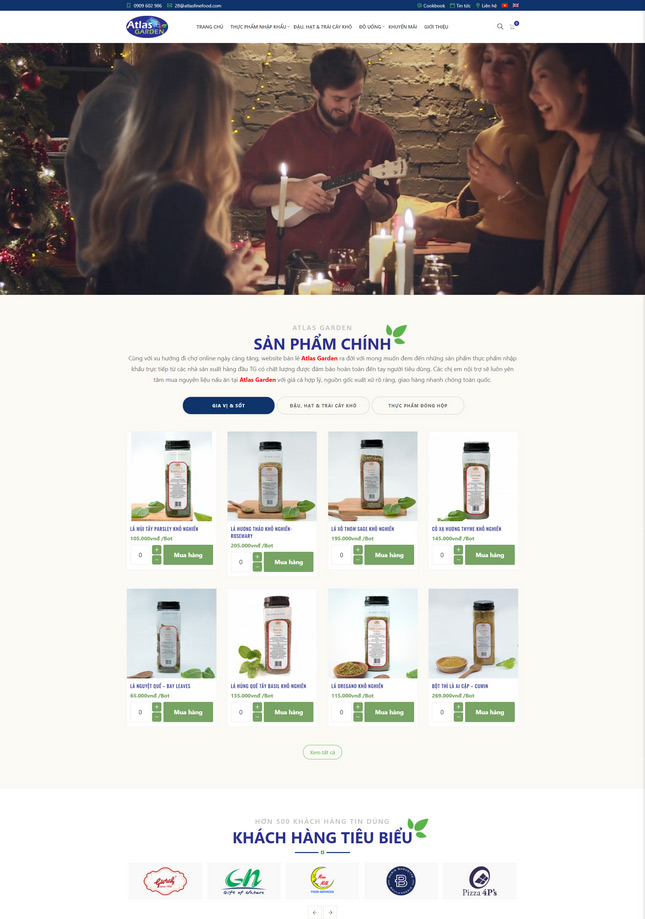 0909 602 986 28@atlasfinefood.com Cookbook Tin tức Liên hệ
Atlas
GARDEN
TRANG CHỦ THỰC PHẨM NHẬP KHẨU ĐẬU, HẠT & TRÁI CÂY KHÔ ĐỒ UỐNG KHUYẾN MÃI GIỚI THIỆU 0
ATLAS GARDEN
SẢN PHẨM CHÍNH
Cùng với xu hướng đi chợ online ngày càng tăng, website bán lẻ Atlas Garden ra đời với mong muốn đem đến những sản phẩm thực phẩm nhập
khẩu trực tiếp từ các nhà sản xuất hàng đầu TG có chất lượng được đảm bảo hoàn toàn đến tay người tiêu dùng. Các chị em nội trợ sẽ luôn yên
tâm mua nguyên liệu nấu ăn tại Atlas Garden với giá cả hợp lý, nguồn gốc xuất xứ rõ ràng, giao hàng nhanh chóng toàn quốc.
GIA VỊ & SỐT ĐẬU, HẠT & TRÁI CÂY KHÔ THỰC PHẨM ĐÓNG HỘP
LÁ MÙI TÂY PARSLEY KHÔ NGHIỀN
105.000vnđ /Bot
0 + − Mua hàng
LÁ HƯƠNG THẢO KHÔ NGHIỀN-
ROSEMARY
205.000vnđ /Bot
0 + − Mua hàng
LÁ XÔ THƠM SAGE KHÔ NGHIỀN
195.000vnđ /Bot
0 + − Mua hàng
CỎ XẠ HƯƠNG THYME KHÔ NGHIỀN
145.000vnđ /Bot
0 + − Mua hàng
LÁ NGUYỆT QUẾ – BAY LEAVES
65.000vnđ /Bot
0 + − Mua hàng
LÁ HÚNG QUẾ TÂY BASIL KHÔ NGHIỀN
135.000vnđ /Bot
0 + − Mua hàng
LÁ OREGANO KHÔ NGHIỀN
115.000vnđ /Bot
0 + − Mua hàng
BỘT THÌ LÀ AI CẬP – CUMIN
269.000vnđ /Bot
0 + − Mua hàng
Xem tất cả
HƠN 500 KHÁCH HÀNG TIN DÙNG
KHÁCH HÀNG TIÊU BIỂU
Givral
GN
Gift of Nature
B
Pizza 4P's